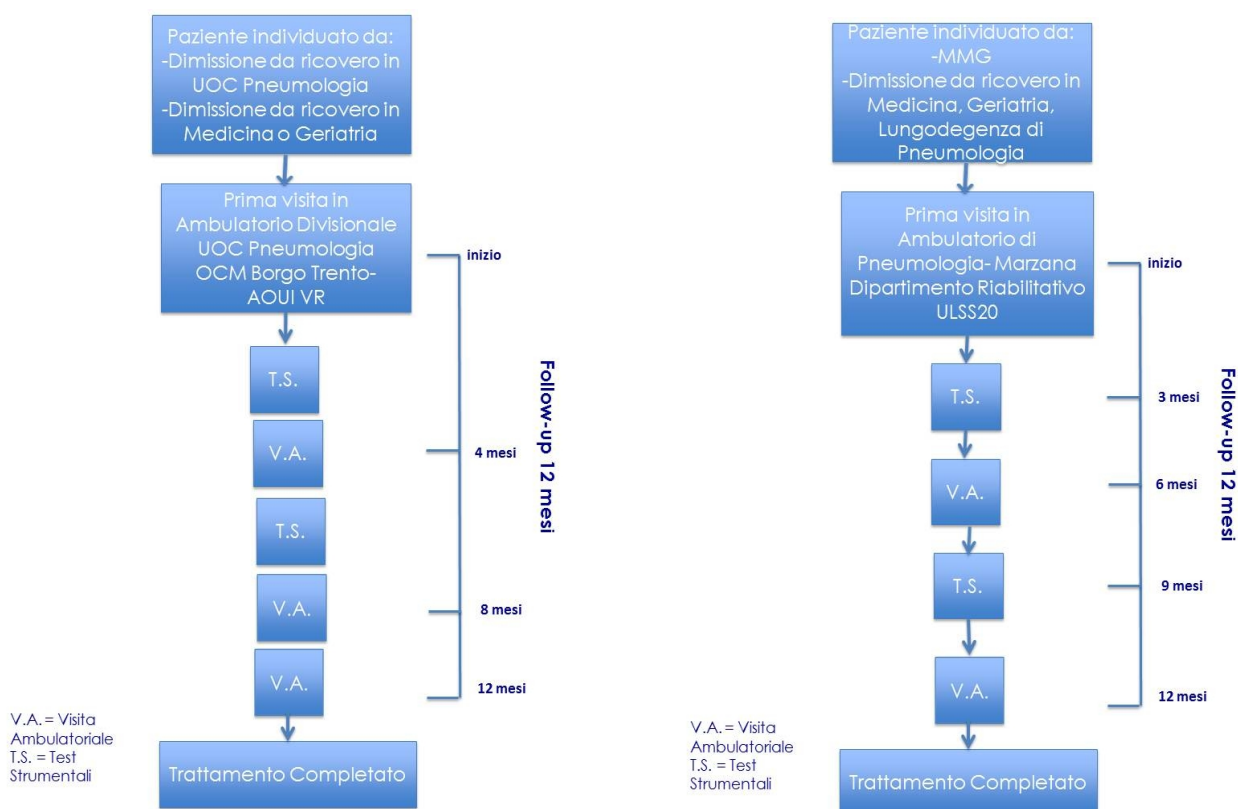 Paziente individuato da:
-Dimissione da ricovero in
UOC Pneumologia
-Dimissione da ricovero in
Medicina o Geriatria
Prima visita in
Ambulatorio Divisionale
UOC Pneumologia
OCM Borgo Trento-
AOUI VR
inizio
T.S.
V.A.
4 mesi
T.S.
V.A.
8 mesi
V.A.
12 mesi
Follow-up 12 mesi
Trattamento Completato
V.A. = Visita
Ambulatoriale
T.S. = Test
Strumentali
Paziente individuato da:
-MMG
-Dimissione da ricovero in
Medicina, Geriatria,
Lungodegenza di
Pneumologia
Prima visita in
Ambulatorio di
Pneumologia- Marzana
Dipartimento Riabilitativo
ULSS20
inizio
T.S.
3 mesi
V.A.
6 mesi
T.S.
9 mesi
V.A.
12 mesi
Follow-up 12 mesi
Trattamento Completato
V.A. = Visita
Ambulatoriale
T.S. = Test
Strumentali